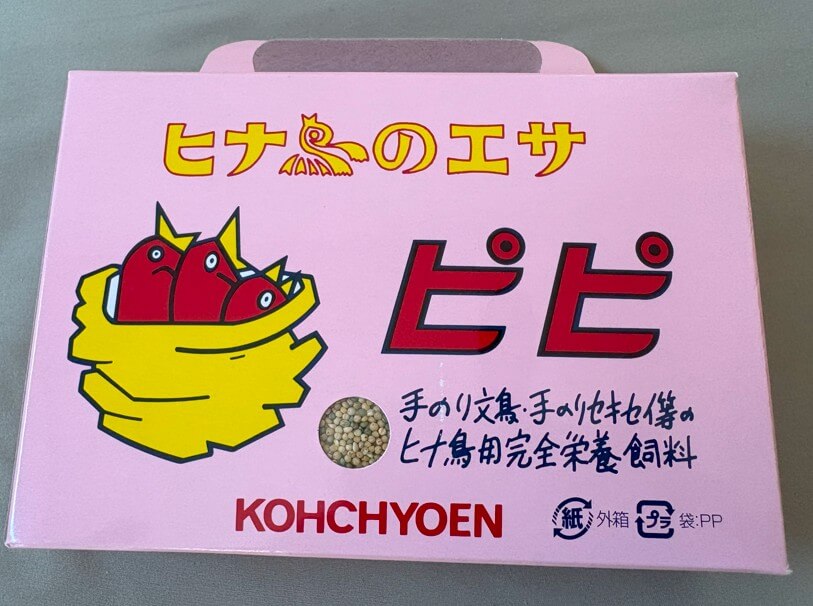 ヒナ鳥のエサ
ピピ
手のり文鳥・手のりセキセイ等の
ヒナ鳥用完全栄養飼料
KOHCHYOEN
紙 外箱 プラ 袋:PP